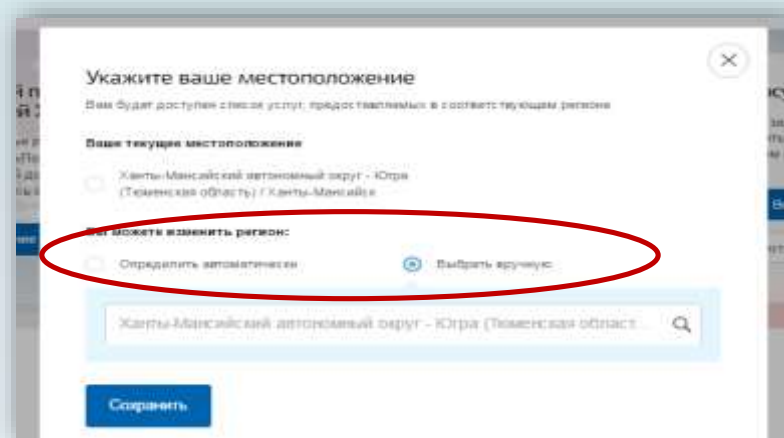 Укажите ваше местоположение
Вам будет доступен список услуг, предоставляемых в соответствующем регионе
Ваше текущее местоположение
Ханты-Мансийский автономный округ - Югра
(Тюменская область) / Ханты-Мансийск
Вы можете изменить регион:
Определить автоматически
Выбрать вручную:
Ханты-Мансийский автономный округ - Югра (Тюменская област...
Сохранить